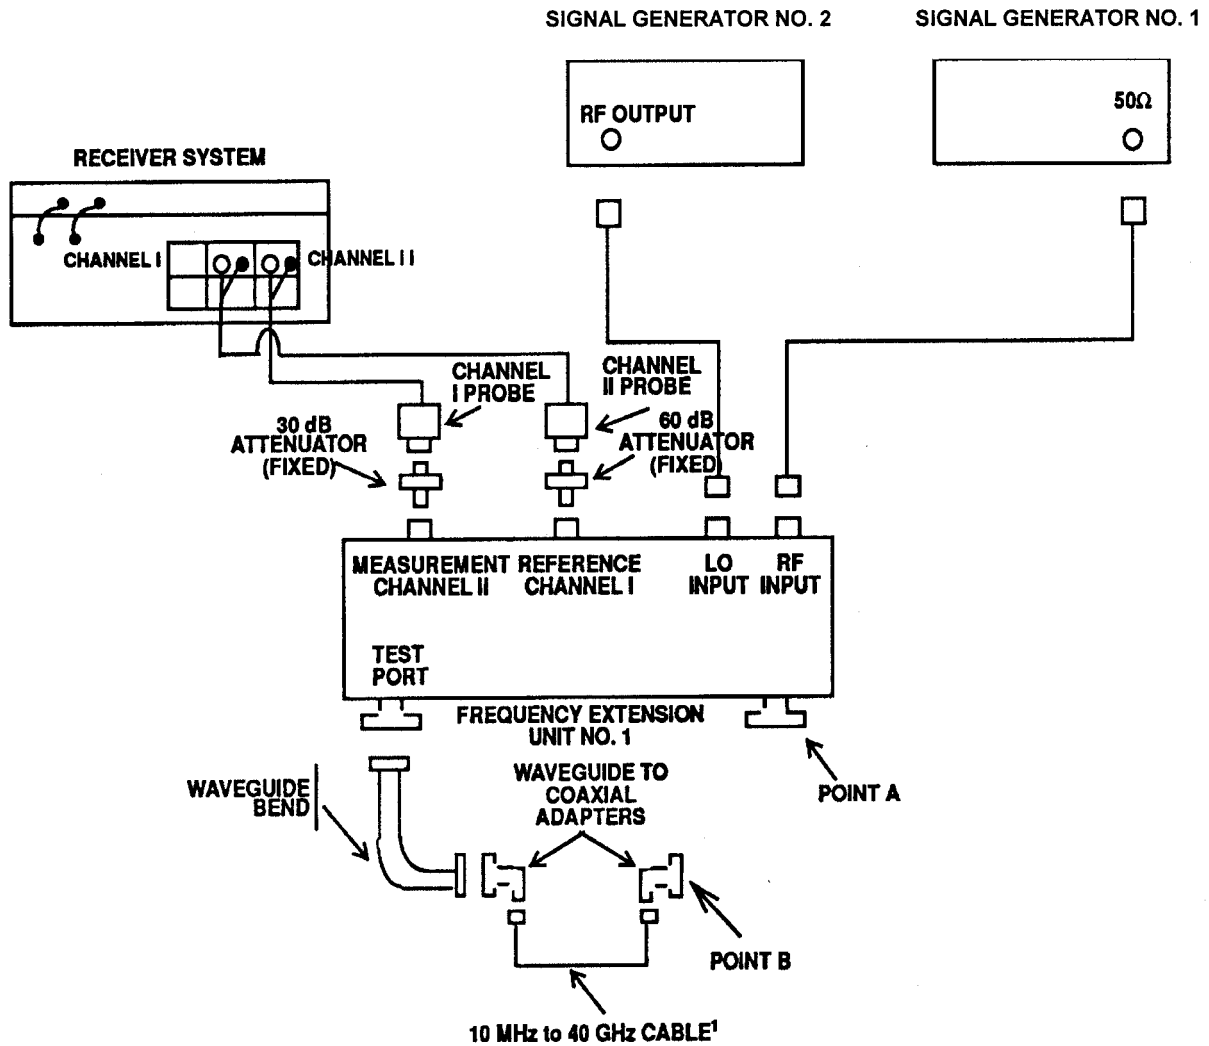 SIGNAL GENERATOR NO. 2
SIGNAL GENERATOR NO. 1
RF OUTPUT
50Ω
RECEIVER SYSTEM
CHANNEL I
CHANNEL II
CHANNEL
I PROBE
CHANNEL
II PROBE
30 dB
ATTENUATOR
(FIXED)
60 dB
ATTENUATOR
(FIXED)
MEASUREMENT
CHANNEL II
REFERENCE
CHANNEL I
LO
INPUT
RF
INPUT
TEST
PORT
FREQUENCY EXTENSION
UNIT NO. 1
POINT A
WAVEGUIDE
BEND
WAVEGUIDE TO
COAXIAL
ADAPTERS
POINT B
10 MHz to 40 GHz CABLE¹